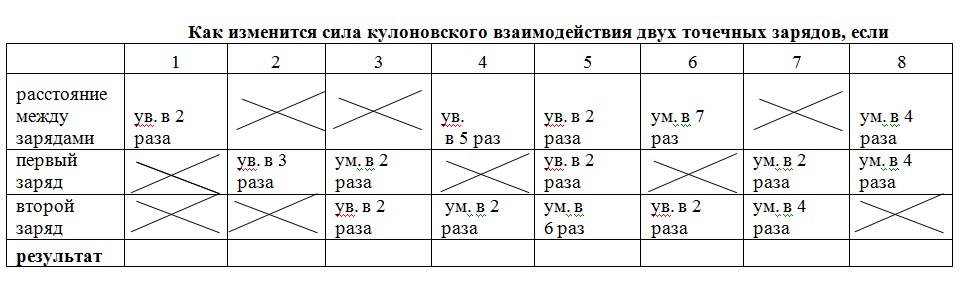 Как изменится сила кулоновского взаимодействия двух точечных зарядов, если
1 2 3 4 5 6 7 8
расстояние
между
зарядами
ув. в 2
раза
ув.
в 5 раз
ув. в 2
раза
ум. в 7
раз
ум. в 4
раза
первый
заряд
ув. в 3
раза
ум. в 2
раза
ув. в 2
раза
ум. в 2
раза
ум. в 4
раза
второй
заряд
ув. в 2
раза
ум. в 2
раза
ум. в
6 раз
ув. в 2
раза
ум. в 4
раза
результат